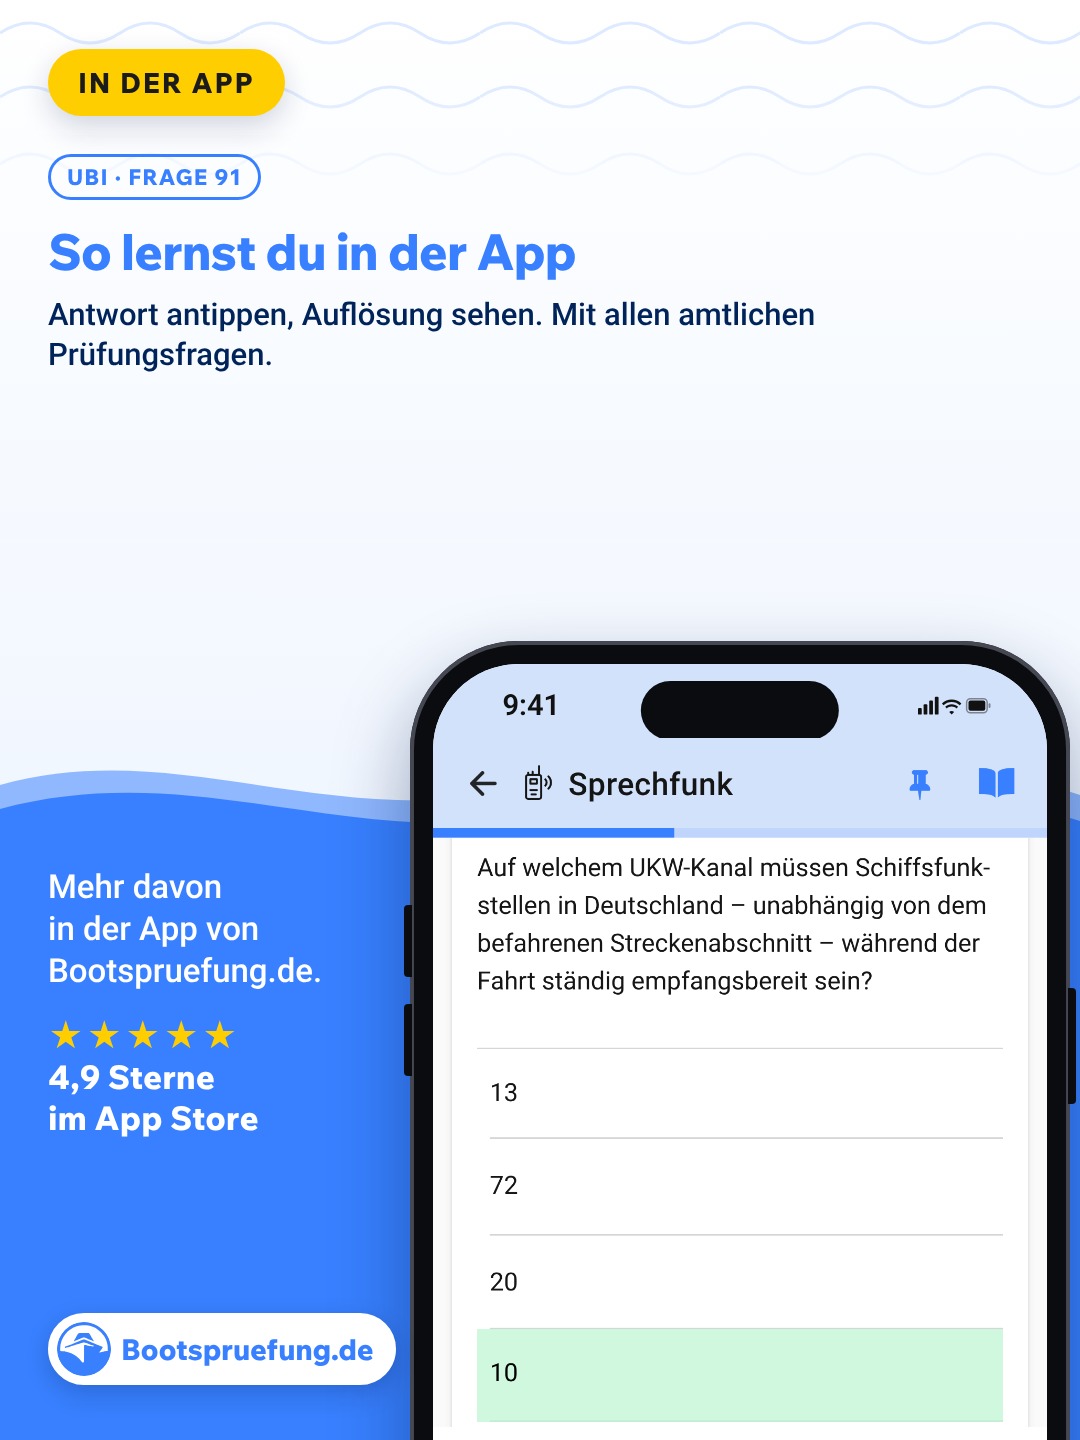 IN DER APP
UBI · FRAGE 91
So lernst du in der App
Antwort antippen, Auflösung sehen. Mit allen amtlichen
Prüfungsfragen.
9:41
Sprechfunk
Auf welchem UKW-Kanal müssen Schiffsfunk-
stellen in Deutschland – unabhängig von dem
befahrenen Streckenabschnitt – während der
Fahrt ständig empfangsbereit sein?
13
72
20
10
Mehr davon
in der App von
Bootspruefung.de.
★★★★★
4,9 Sterne
im App Store
Bootspruefung.de